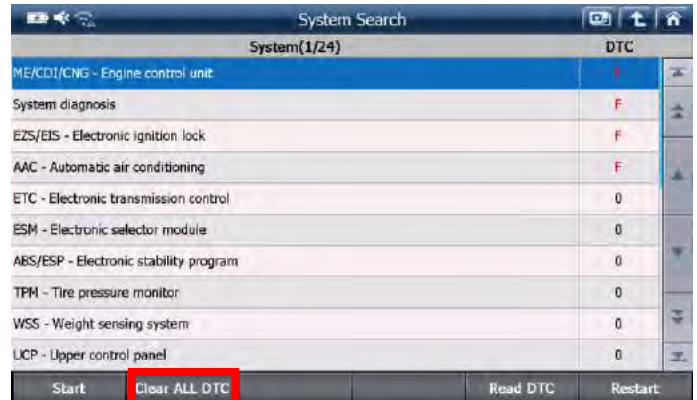 System Search
System(1/24) DTC
ME/CDI/CNG - Engine control unit F
System diagnosis F
EZS/EIS - Electronic ignition lock F
AAC - Automatic air conditioning F
ETC - Electronic transmission control 0
ESM - Electronic selector module 0
ABS/ESP - Electronic stability program 0
TPM - Tire pressure monitor 0
WSS - Weight sensing system 0
UCP - Upper control panel 0
Start Clear ALL DTC Read DTC Restart